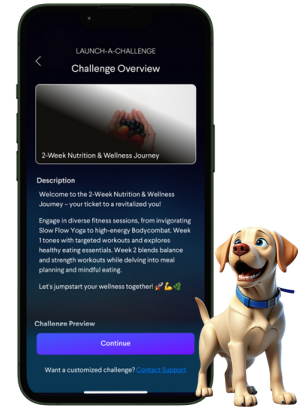 LAUNCH-A-CHALLENGE
Challenge Overview
2-Week Nutrition & Wellness Journey
Description
Welcome to the 2-Week Nutrition & Wellness
Journey – your ticket to a revitalized you!
Engage in diverse fitness sessions, from invigorating
Slow Flow Yoga to high-energy Bodycombat. Week
1 tones with targeted workouts and explores
healthy eating essentials. Week 2 blends balance
and strength workouts while delving into meal
planning and mindful eating.
Let's jumpstart your wellness together! 🚀💪🥦
Challenge Preview
Continue
Want a customized challenge? Contact Support